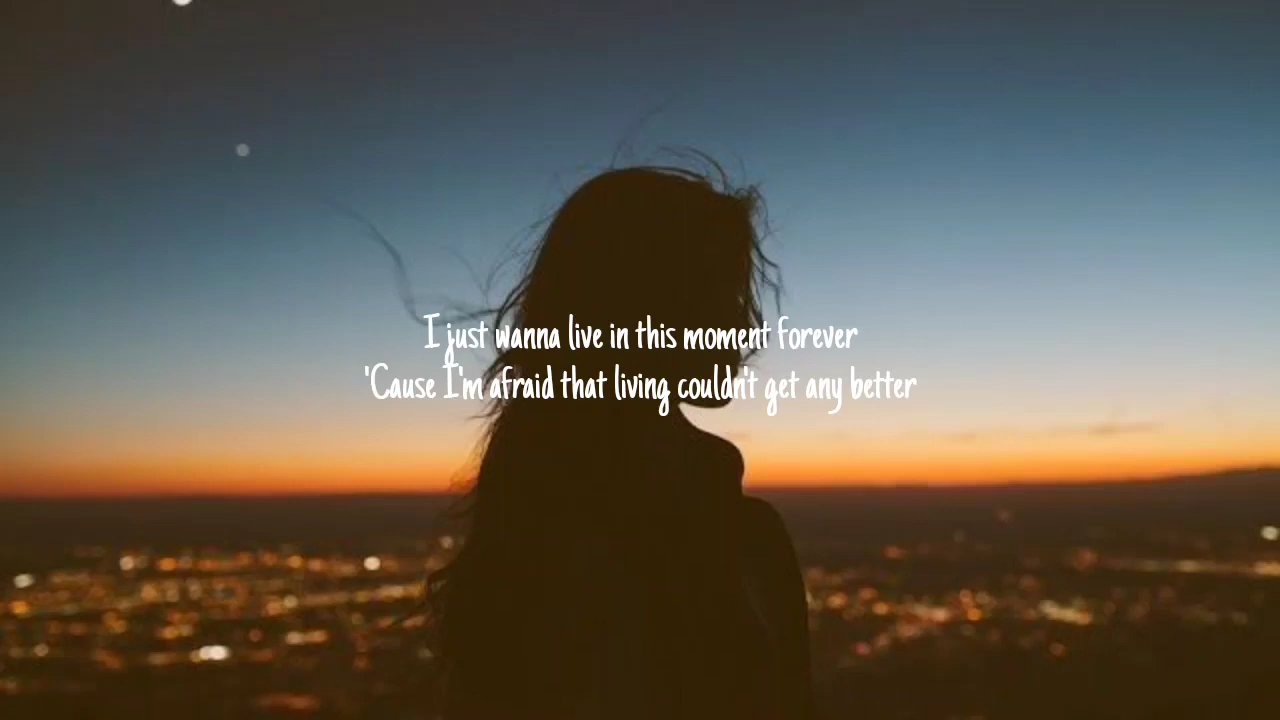 I just wanna live in this moment forever
'Cause I'm afraid that living couldn't get any better